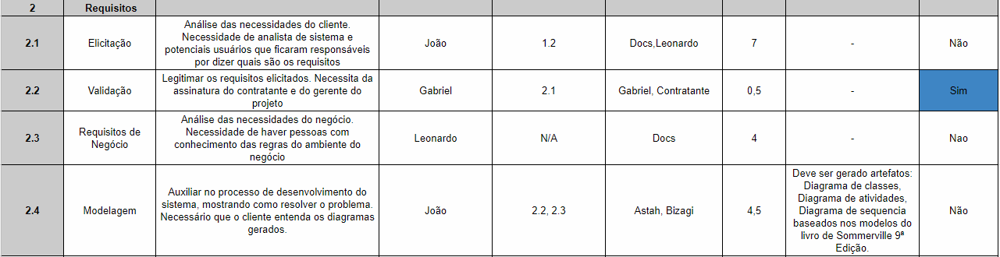 2 Requisitos
2.1
Elicitação
Análise das necessidades do cliente.
Necessidade de analista de sistema e
potenciais usuários que ficaram responsáveis
por dizer quais são os requisitos
João
1.2
Docs,Leonardo
7
-
Não
2.2
Validação
Legitimar os requisitos elicitados. Necessita da
assinatura do contratante e do gerente do
projeto
Gabriel
2.1
Gabriel, Contratante
0,5
-
Sim
2.3
Requisitos de
Negócio
Análise das necessidades do negócio.
Necessidade de haver pessoas com
conhecimento das regras do ambiente do
negócio
Leonardo
N/A
Docs
4
-
Nao
2.4
Modelagem
Auxiliar no processo de desenvolvimento do
sistema, mostrando como resolver o problema.
Necessário que o cliente entenda os diagramas
gerados.
João
2.2, 2.3
Astah, Bizagi
4,5
Deve ser gerado artefatos:
Diagrama de classes,
Diagrama de atividades,
Diagrama de sequencia
baseados nos modelos do
livro de Sommerville 9ª
Edição.
Não